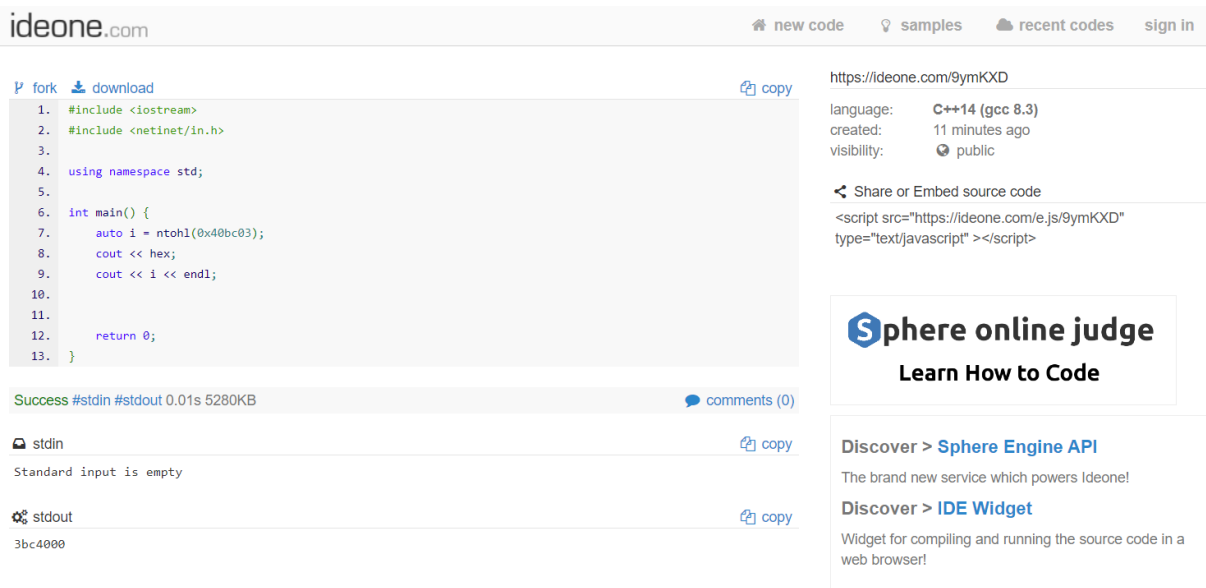 ideone.com
new code
samples
recent codes
sign in
fork
download
copy
1. #include <iostream>
2. #include <netinet/in.h>
3.
4. using namespace std;
5.
6. int main() {
7.     auto i = ntohl(0x40bc03);
8.     cout << hex;
9.     cout << i << endl;
10.
11.
12.     return 0;
13. }
Success #stdin #stdout 0.01s 5280KB
comments (0)
stdin
copy
Standard input is empty
stdout
copy
3bc4000
https://ideone.com/9ymKXD
language: C++14 (gcc 8.3)
created: 11 minutes ago
visibility: public
Share or Embed source code
<script src="https://ideone.com/e.js/9ymKXD"
type="text/javascript" ></script>
Sphere online judge
Learn How to Code
Discover > Sphere Engine API
The brand new service which powers Ideone!
Discover > IDE Widget
Widget for compiling and running the source code in a
web browser!